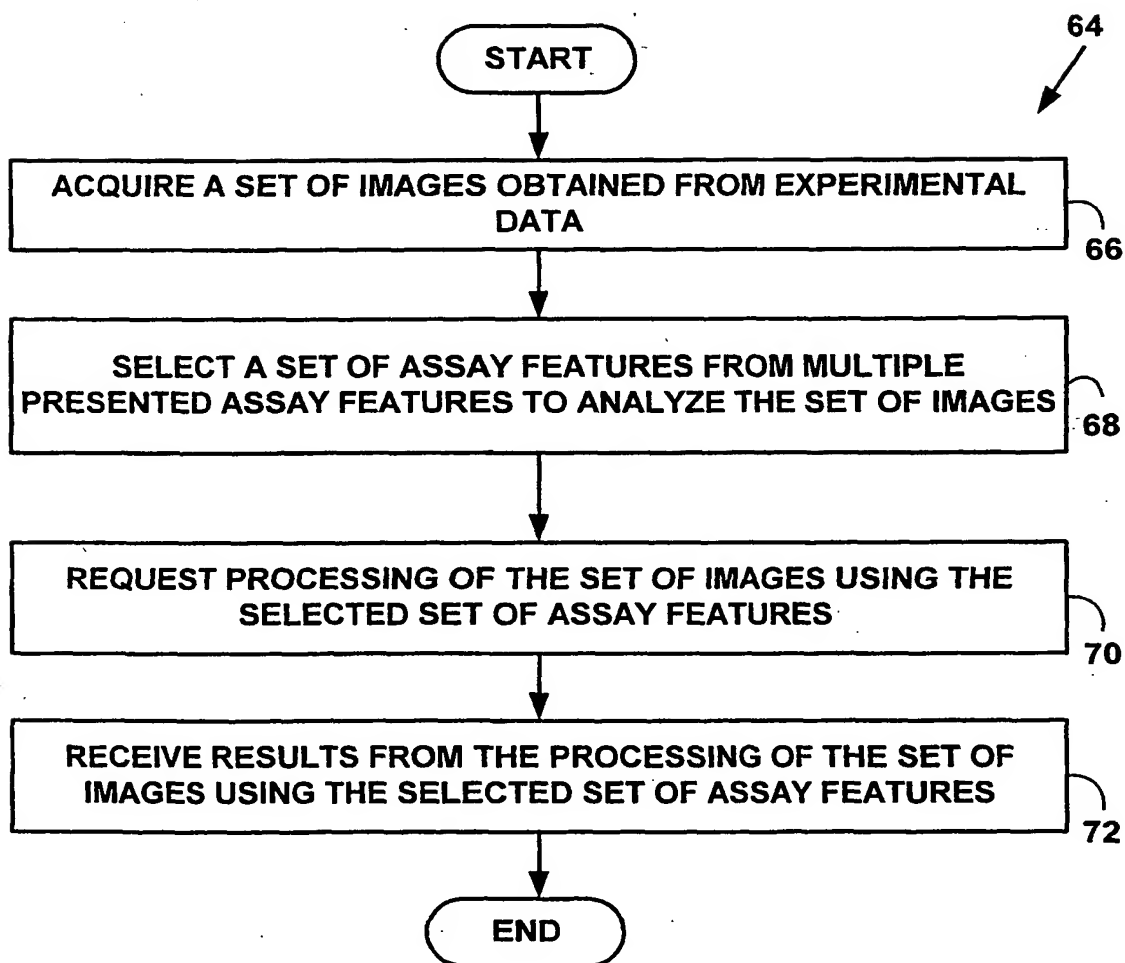 64
START
ACQUIRE A SET OF IMAGES OBTAINED FROM EXPERIMENTAL
DATA
66
SELECT A SET OF ASSAY FEATURES FROM MULTIPLE
PRESENTED ASSAY FEATURES TO ANALYZE THE SET OF IMAGES
68
REQUEST PROCESSING OF THE SET OF IMAGES USING THE
SELECTED SET OF ASSAY FEATURES
70
RECEIVE RESULTS FROM THE PROCESSING OF THE SET OF
IMAGES USING THE SELECTED SET OF ASSAY FEATURES
72
END